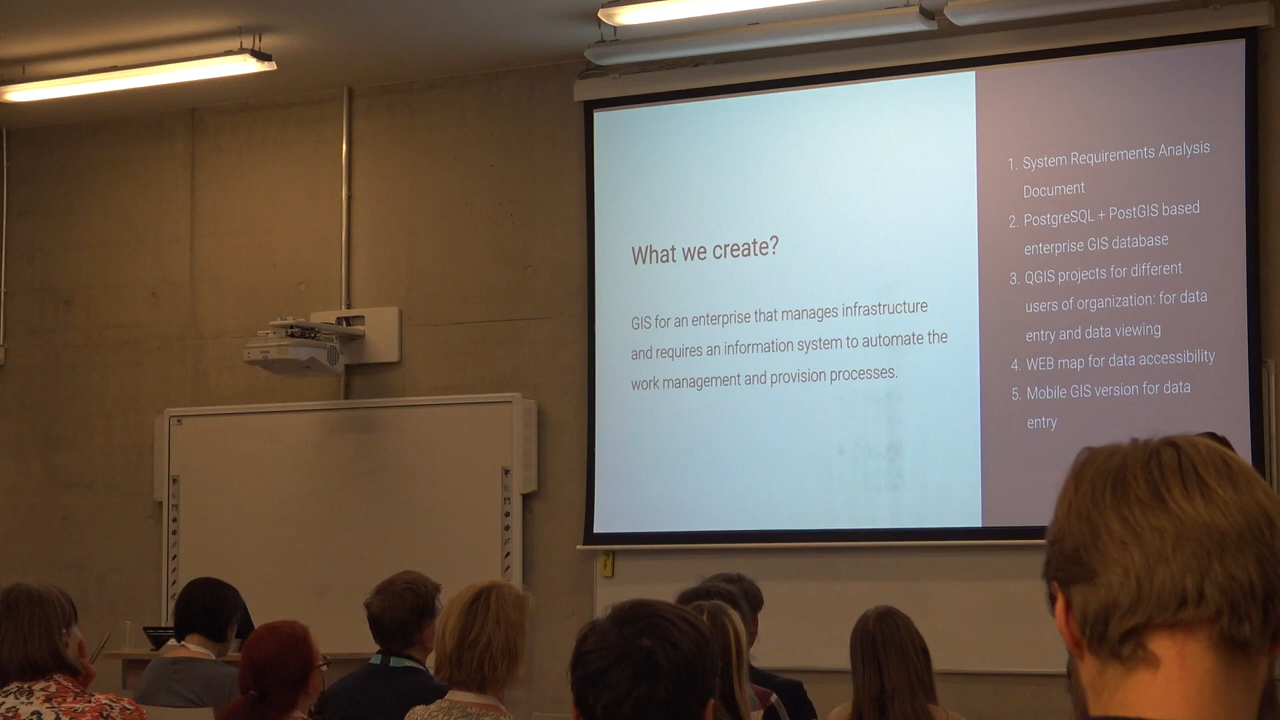 What we create?
GIS for an enterprise that manages infrastructure
and requires an information system to automate the
work management and provision processes.
1. System Requirements Analysis
Document
2. PostgreSQL + PostGIS based
enterprise GIS database
3. QGIS projects for different
users of organization: for data
entry and data viewing
4. WEB map for data accessibility
5. Mobile GIS version for data
entry